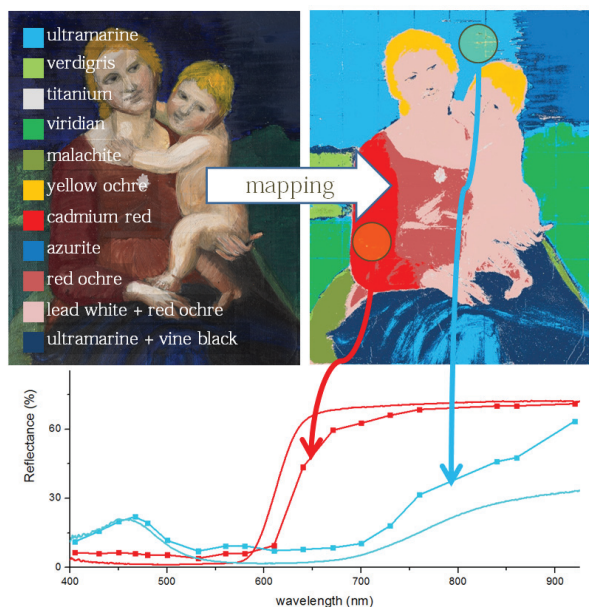 ultramarine
verdigris
titanium
viridian
malachite
yellow ochre
cadmium red
azurite
red ochre
lead white + red ochre
ultramarine + vine black
mapping
Reflectance (%)
60
30
0
400
500
600
700
800
900
wavelength (nm)